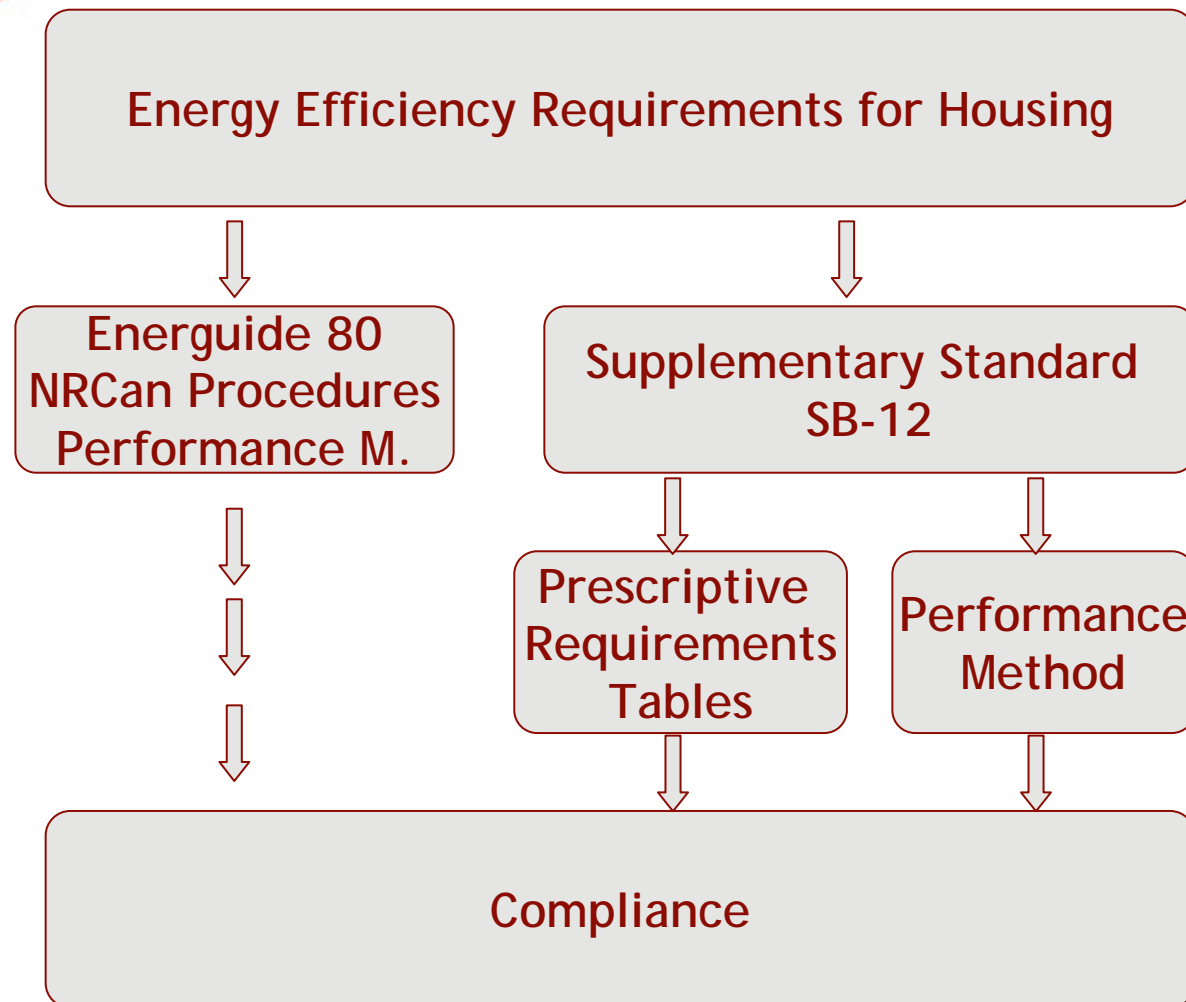 Energy Efficiency Requirements for Housing
Energuide 80
NRCan Procedures
Performance M.
Supplementary Standard
SB-12
Prescriptive
Requirements
Tables
Performance
Method
Compliance